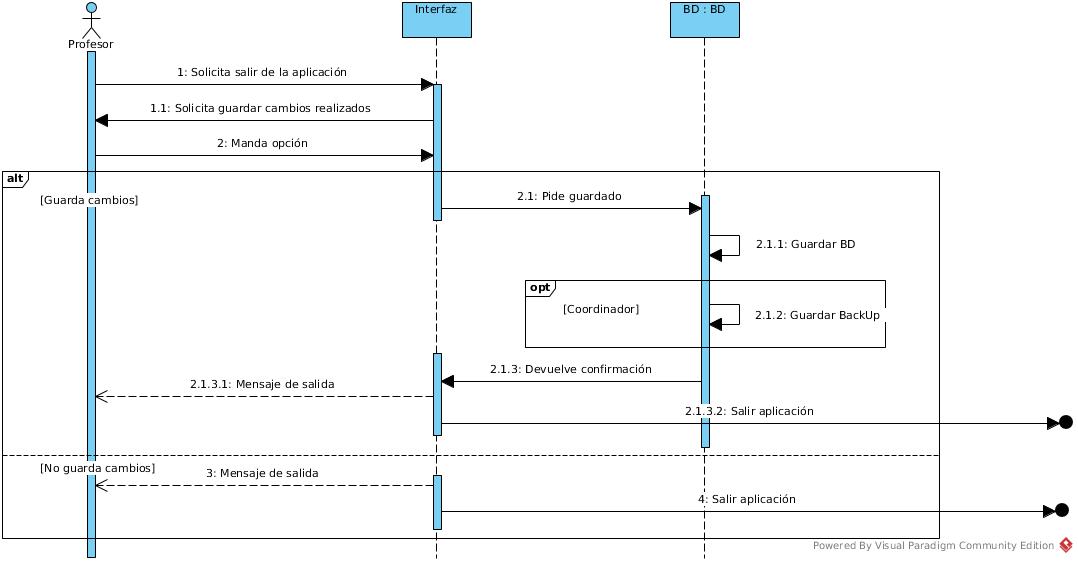 Interfaz
BD : BD
Profesor
1: Solicita salir de la aplicación
1.1: Solicita guardar cambios realizados
2: Manda opción
alt
[Guarda cambios]
2.1: Pide guardado
2.1.1: Guardar BD
opt
[Coordinador]
2.1.2: Guardar BackUp
2.1.3: Devuelve confirmación
2.1.3.1: Mensaje de salida
2.1.3.2: Salir aplicación
[No guarda cambios]
3: Mensaje de salida
4: Salir aplicación
Powered By Visual Paradigm Community Edition